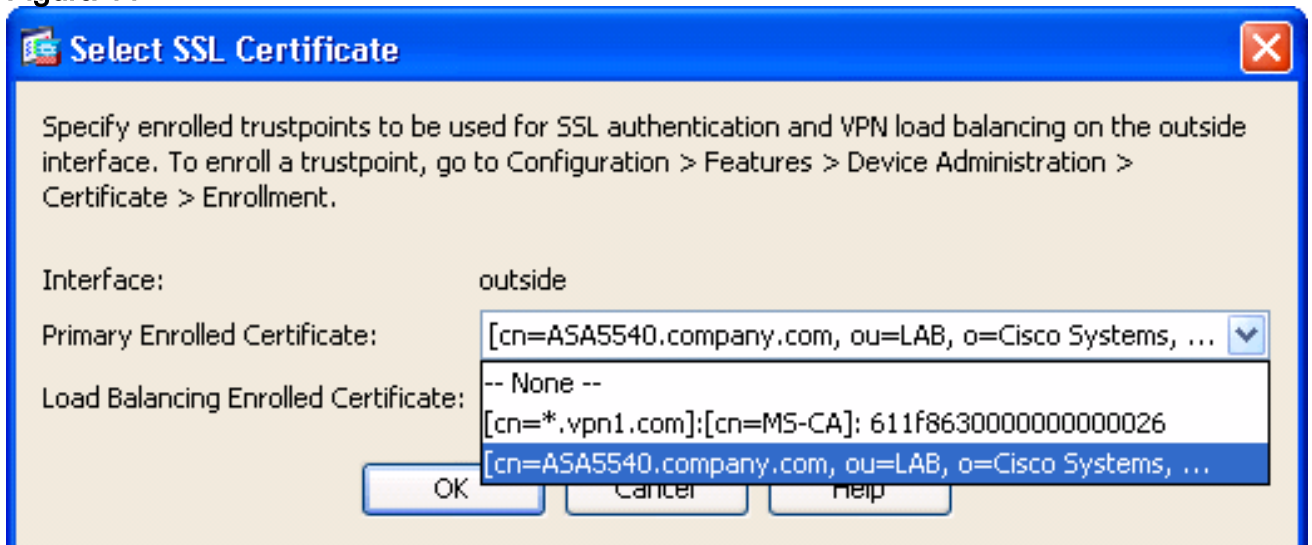 Select SSL Certificate
Specify enrolled trustpoints to be used for SSL authentication and VPN load balancing on the outside
interface. To enroll a trustpoint, go to Configuration > Features > Device Administration >
Certificate > Enrollment.
Interface: outside
Primary Enrolled Certificate: [cn=ASA5540.company.com, ou=LAB, o=Cisco Systems, ...
-- None --
Load Balancing Enrolled Certificate:
[cn=*.vpn1.com]:[cn=MS-CA]: 611f8630000000000026
[cn=ASA5540.company.com, ou=LAB, o=Cisco Systems, ...
OK Cancel Help